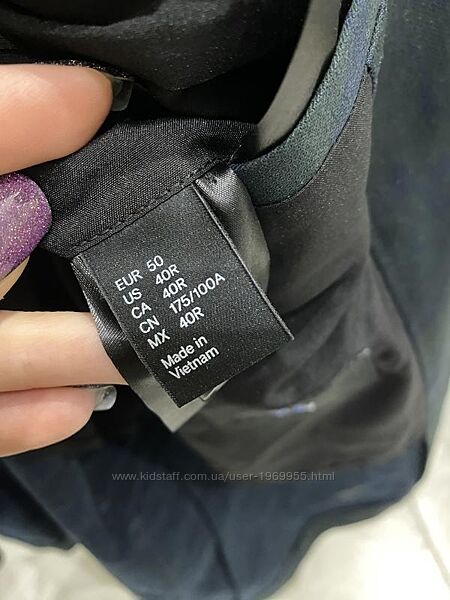 EUR 50
US 40R
CA 40R
CN 175/100A
MX 40R
Made in
Vietnam
www.kidstaff.com.ua/user-1969955.html